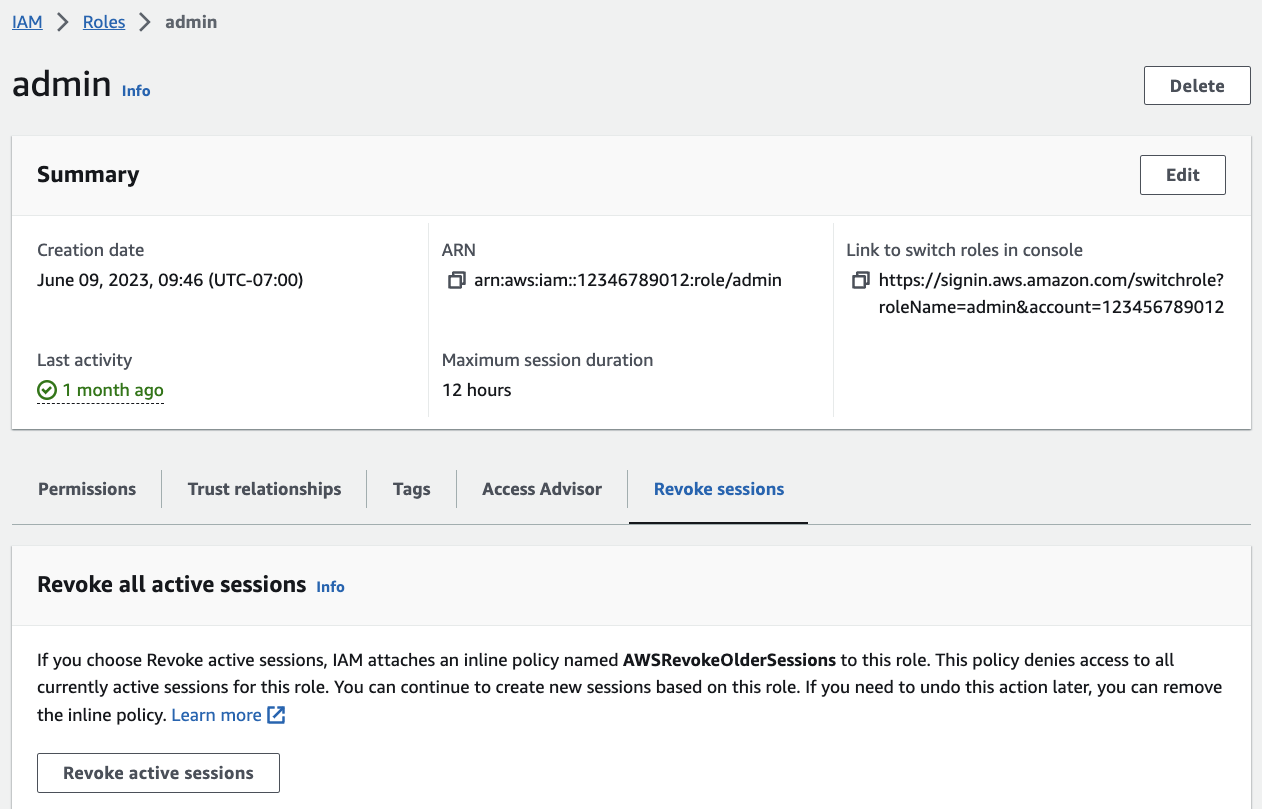 IAM > Roles > admin
admin Info
Delete
Summary
Edit
Creation date
June 09, 2023, 09:46 (UTC-07:00)
ARN
arn:aws:iam::12346789012:role/admin
Link to switch roles in console
https://signin.aws.amazon.com/switchrole?
roleName=admin&account=123456789012
Last activity
1 month ago
Maximum session duration
12 hours
Permissions
Trust relationships
Tags
Access Advisor
Revoke sessions
Revoke all active sessions Info
If you choose Revoke active sessions, IAM attaches an inline policy named AWSRevokeOlderSessions to this role. This policy denies access to all
currently active sessions for this role. You can continue to create new sessions based on this role. If you need to undo this action later, you can remove
the inline policy. Learn more
Revoke active sessions